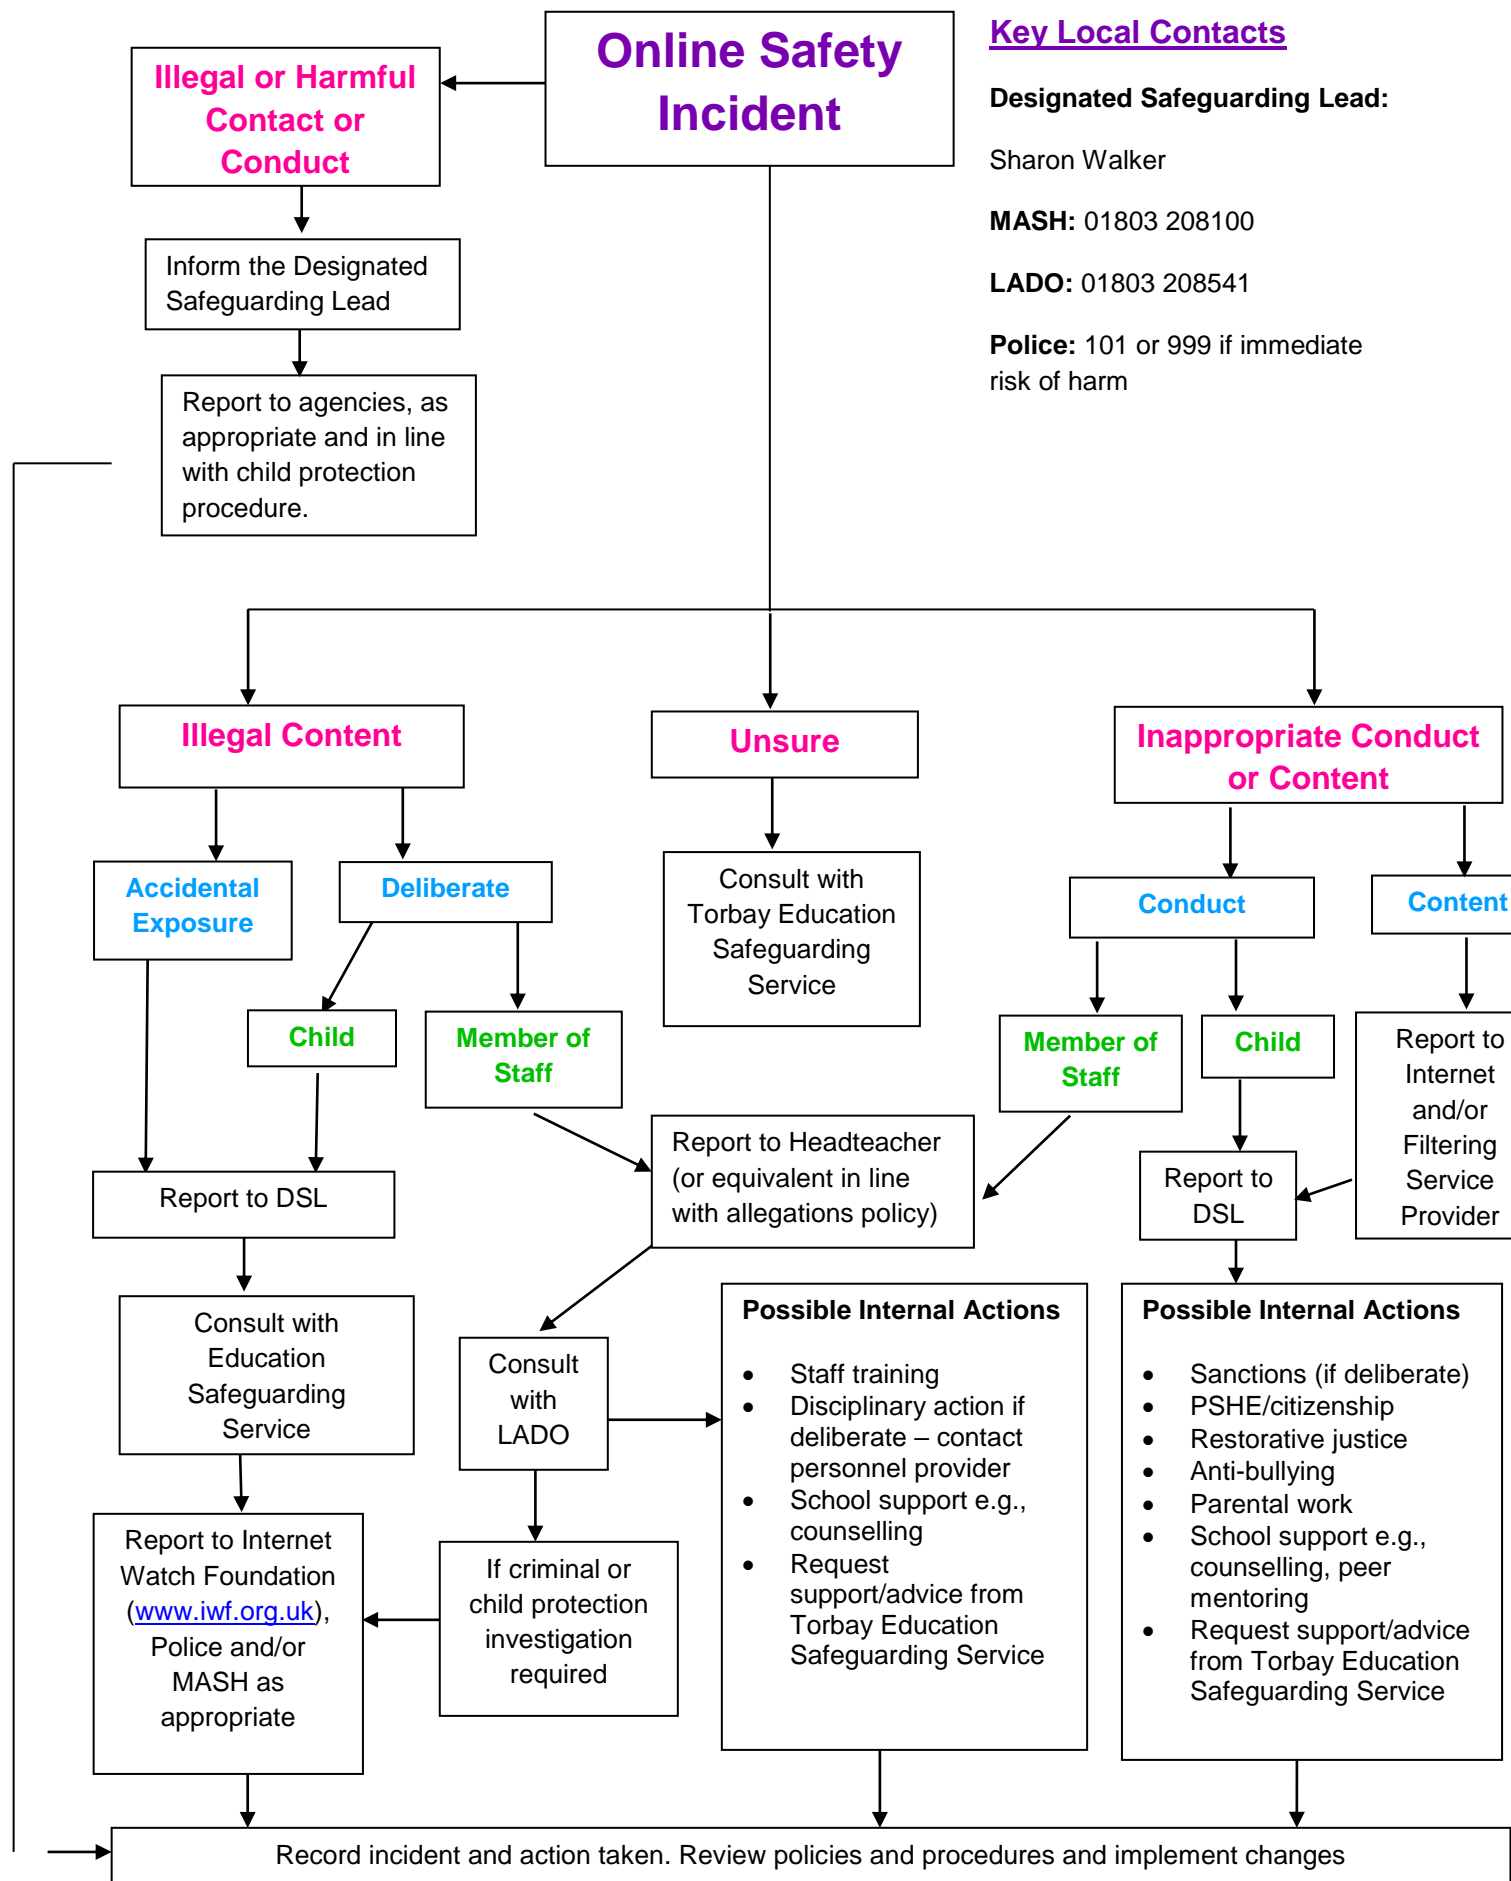 Online Safety
Incident
Key Local Contacts
Designated Safeguarding Lead:
Sharon Walker
MASH: 01803 208100
LADO: 01803 208541
Police: 101 or 999 if immediate
risk of harm
Illegal or Harmful
Contact or
Conduct
Inform the Designated
Safeguarding Lead
Report to agencies, as
appropriate and in line
with child protection
procedure.
Illegal Content
Unsure
Inappropriate Conduct
or Content
Accidental
Exposure
Deliberate
Consult with
Torbay Education
Safeguarding
Service
Conduct
Content
Child
Member of
Staff
Member of
Staff
Child
Report to
Internet
and/or
Filtering
Service
Provider
Report to DSL
Report to Headteacher
(or equivalent in line
with allegations policy)
Report to
DSL
Consult with
Education
Safeguarding
Service
Consult
with
LADO
Possible Internal Actions
• Staff training
• Disciplinary action if
deliberate – contact
personnel provider
• School support e.g.,
counselling
• Request
support/advice from
Torbay Education
Safeguarding Service
Possible Internal Actions
• Sanctions (if deliberate)
• PSHE/citizenship
• Restorative justice
• Anti-bullying
• Parental work
• School support e.g.,
counselling, peer
mentoring
• Request support/advice
from Torbay Education
Safeguarding Service
Report to Internet
Watch Foundation
(www.iwf.org.uk),
Police and/or
MASH as
appropriate
If criminal or
child protection
investigation
required
Record incident and action taken. Review policies and procedures and implement changes